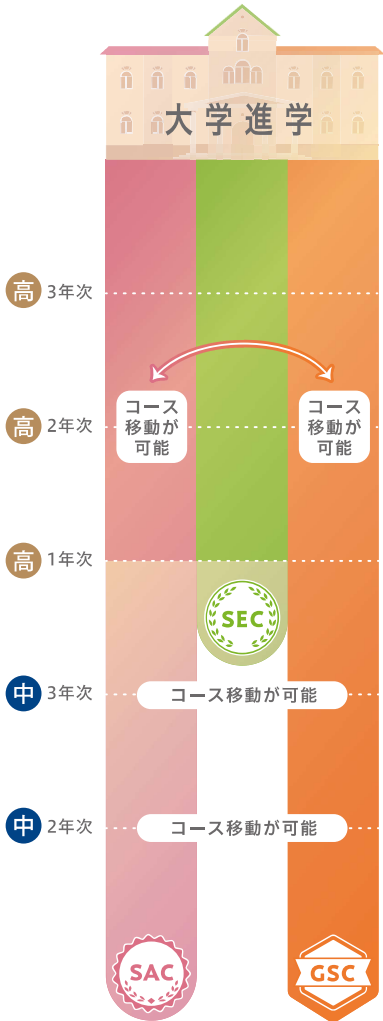 大学進学
高 3年次
コース
移動が
可能
コース
移動が
可能
高 2年次
高 1年次
SEC
中 3年次
コース移動が可能
中 2年次
コース移動が可能
SAC
GSC